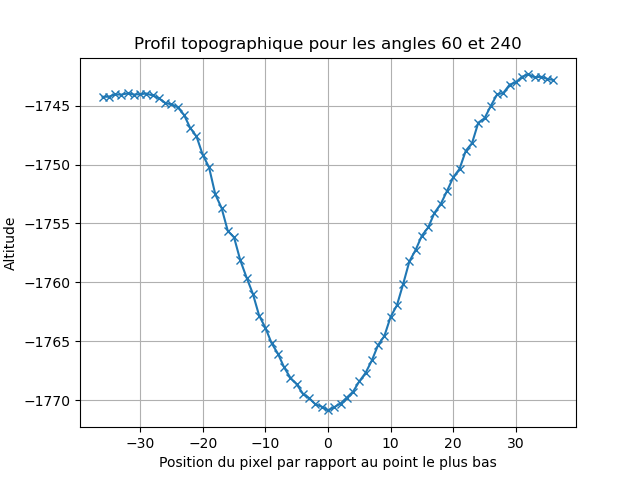 Profil topographique pour les angles 60 et 240
−1745
−1750
−1755
−1760
−1765
−1770
Altitude
−30 −20 −10 0 10 20 30
Position du pixel par rapport au point le plus bas